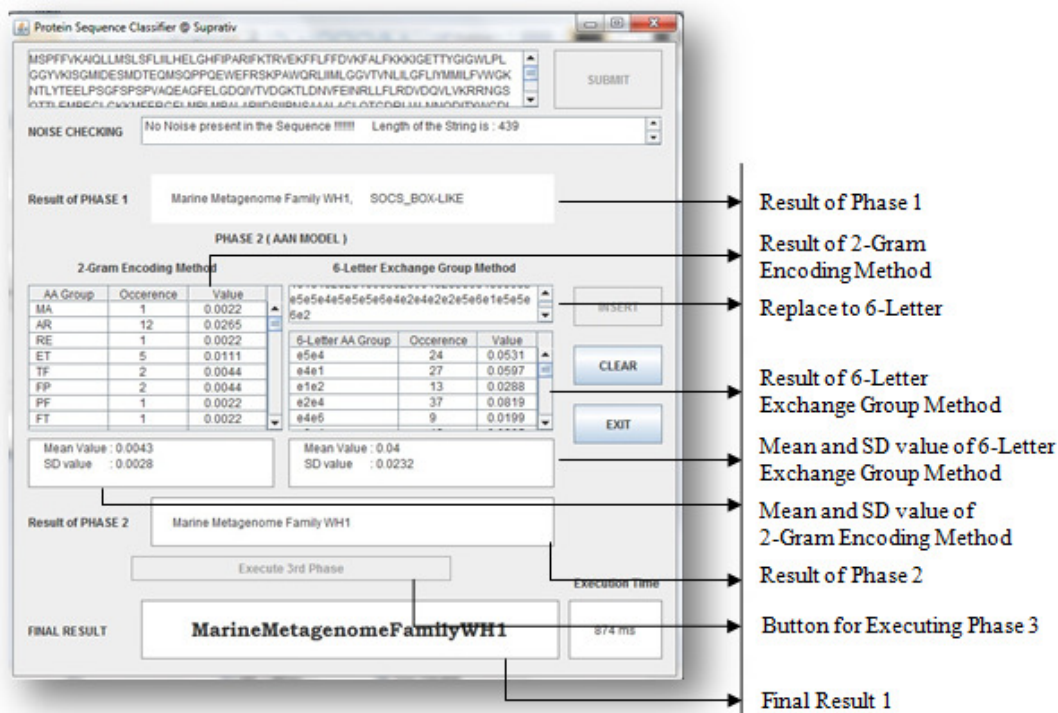 Protein Sequence Classifier @ Suprativ
MSPFFVKAIQLLMSLSFLIILHELGHFIPARIFKTRVEKFFLFFDVKFALFKKKIGETTYGIGWLPL
GGYVKISGMIDESMDTEQMSQPPQEWEFRSKPAWQRLIIMLGGVTVNLILGFLIYMMILFVWGK
NTLYTEELPSGFSPSPVAQEAGFELGDQIVTVDGKTLDNVFEINRLLFLRDVDQVLVKRRNGS
SUBMIT
NOISE CHECKING
No Noise present in the Sequence !!!!!!! Length of the String is : 439
Result of PHASE 1
Marine Metagenome Family WH1, SOCS_BOX-LIKE
Result of Phase 1
PHASE 2 ( AAN MODEL )
2-Gram Encoding Method
6-Letter Exchange Group Method
Result of 2-Gram
Encoding Method
AA Group Occerence Value
MA 1 0.0022
AR 12 0.0265
RE 1 0.0022
ET 5 0.0111
TF 2 0.0044
FP 2 0.0044
PF 1 0.0022
FT 1 0.0022
e5e5e4e5e5e5e6e4e2e4e2e2e5e6e1e5e5e
6e2
INSERT
Replace to 6-Letter
6-Letter AA Group Occerence Value
e5e4 24 0.0531
e4e1 27 0.0597
e1e2 13 0.0288
e2e4 37 0.0819
e4e6 9 0.0199
CLEAR
EXIT
Result of 6-Letter
Exchange Group Method
Mean Value : 0.0043
SD value : 0.0028
Mean Value : 0.04
SD value : 0.0232
Mean and SD value of 6-Letter
Exchange Group Method
Mean and SD value of
2-Gram Encoding Method
Result of PHASE 2
Marine Metagenome Family WH1
Result of Phase 2
Execute 3rd Phase
Execution Time
Button for Executing Phase 3
FINAL RESULT
MarineMetagenomeFamilyWH1
874 ms
Final Result 1